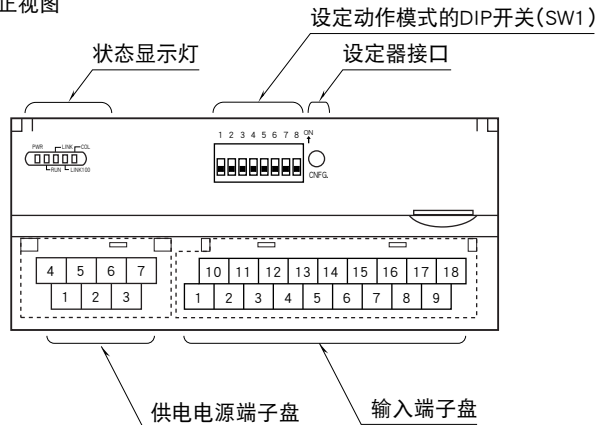 正视图
设定动作模式的DIP开关(SW1)
状态显示灯
设定器接口
1 2 3 4 5 6 7 8 ON
PWR LINK COL
RUN LINK100
CNFG.
4 5 6 7
10 11 12 13 14 15 16 17 18
1 2 3
1 2 3 4 5 6 7 8 9
供电电源端子盘
输入端子盘